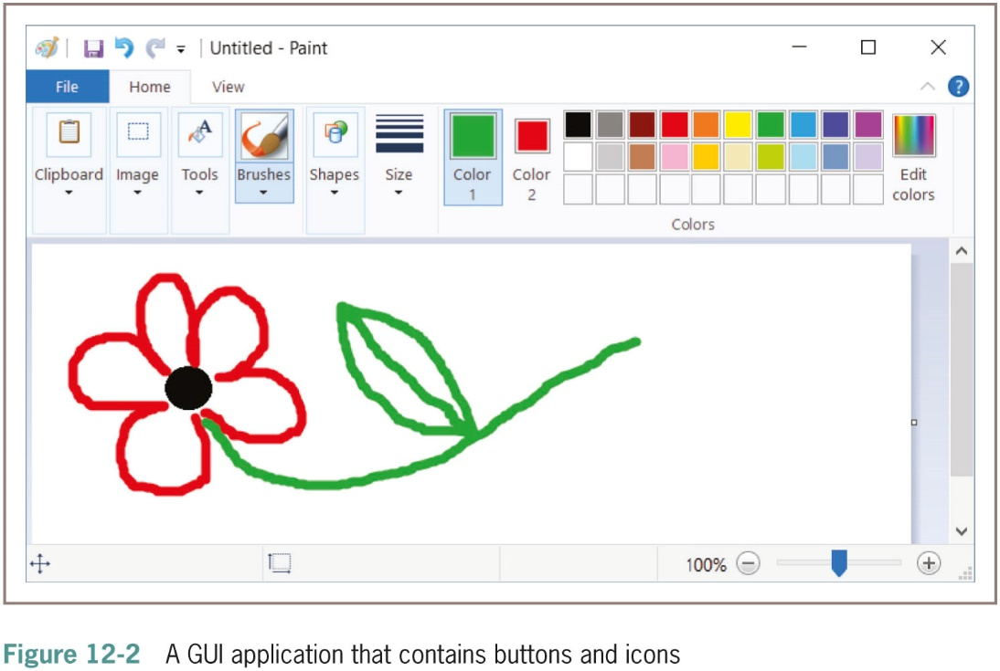 Untitled - Paint
File Home View
?
Clipboard Image Tools Brushes Shapes Size Color 1 Color 2 Edit colors
Colors
100%
Figure 12-2 A GUI application that contains buttons and icons